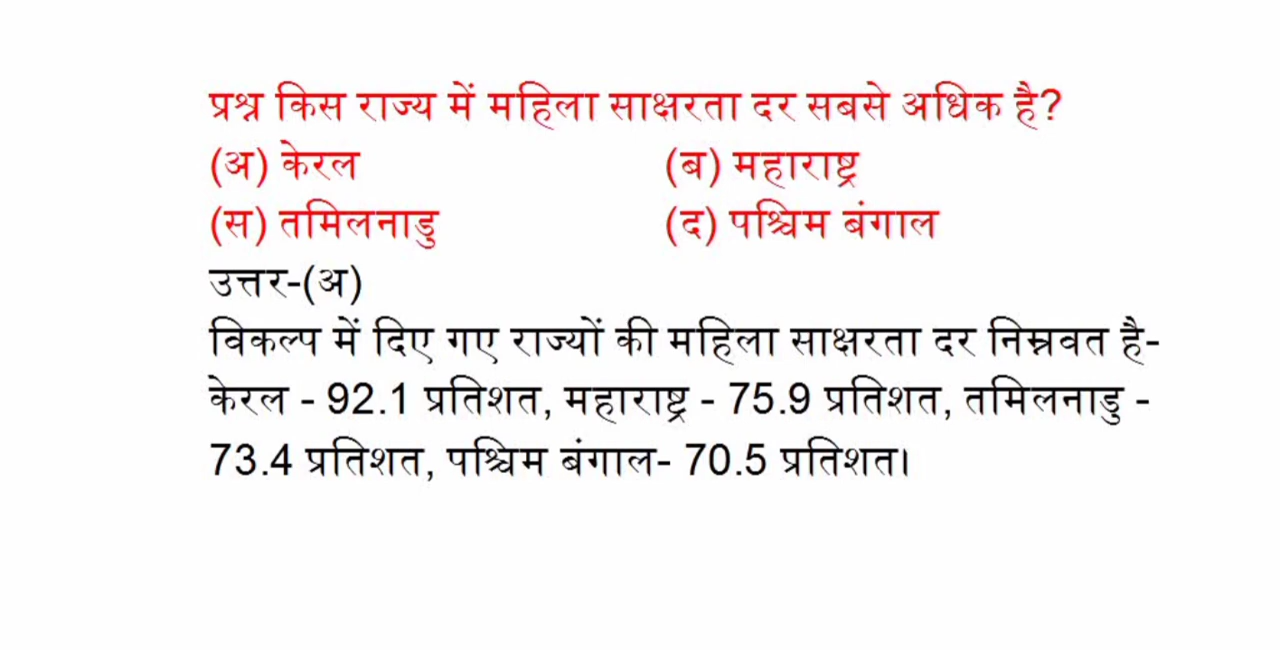 प्रश्न किस राज्य में महिला साक्षरता दर सबसे अधिक है?
(अ) केरल (ब) महाराष्ट्र
(स) तमिलनाडु (द) पश्चिम बंगाल
उत्तर-(अ)
विकल्प में दिए गए राज्यों की महिला साक्षरता दर निम्नवत है-
केरल - 92.1 प्रतिशत, महाराष्ट्र - 75.9 प्रतिशत, तमिलनाडु -
73.4 प्रतिशत, पश्चिम बंगाल- 70.5 प्रतिशत।